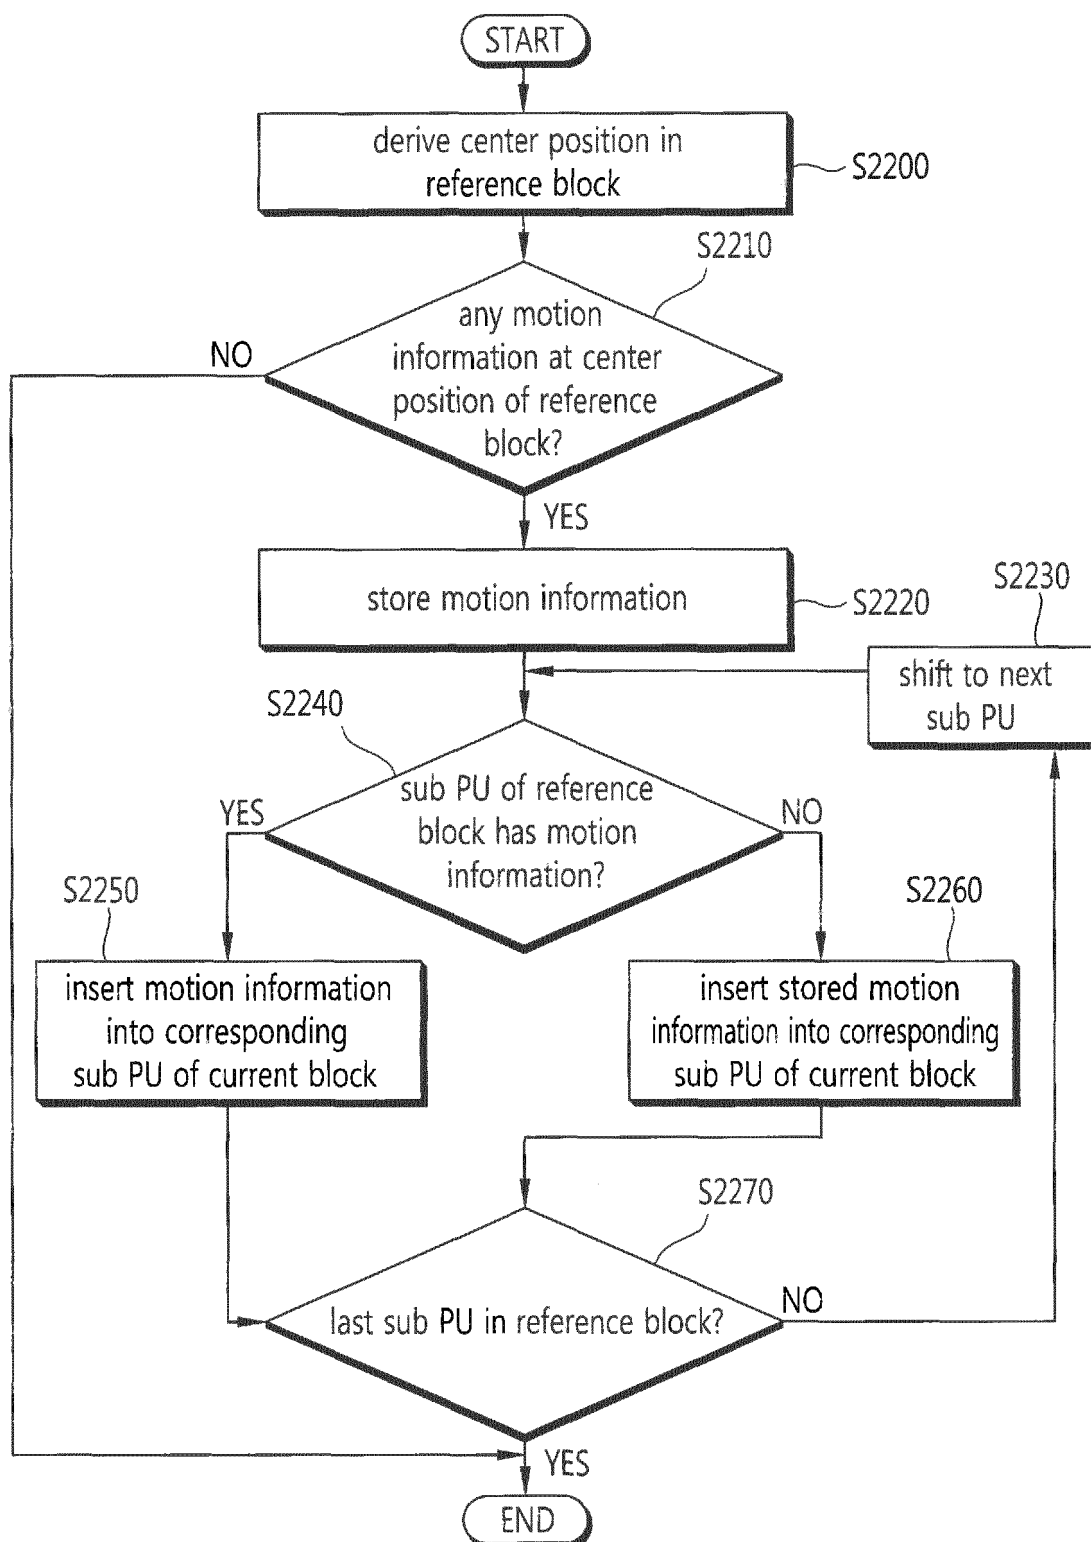 START
derive center position in
reference block
S2200
S2210
any motion
information at center
position of reference
block?
NO
YES
store motion information
S2220
S2230
shift to next
sub PU
S2240
sub PU of reference
block has motion
information?
YES
NO
S2250
S2260
insert motion information
into corresponding
sub PU of current block
insert stored motion
information into corresponding
sub PU of current block
S2270
last sub PU in reference block?
NO
YES
END